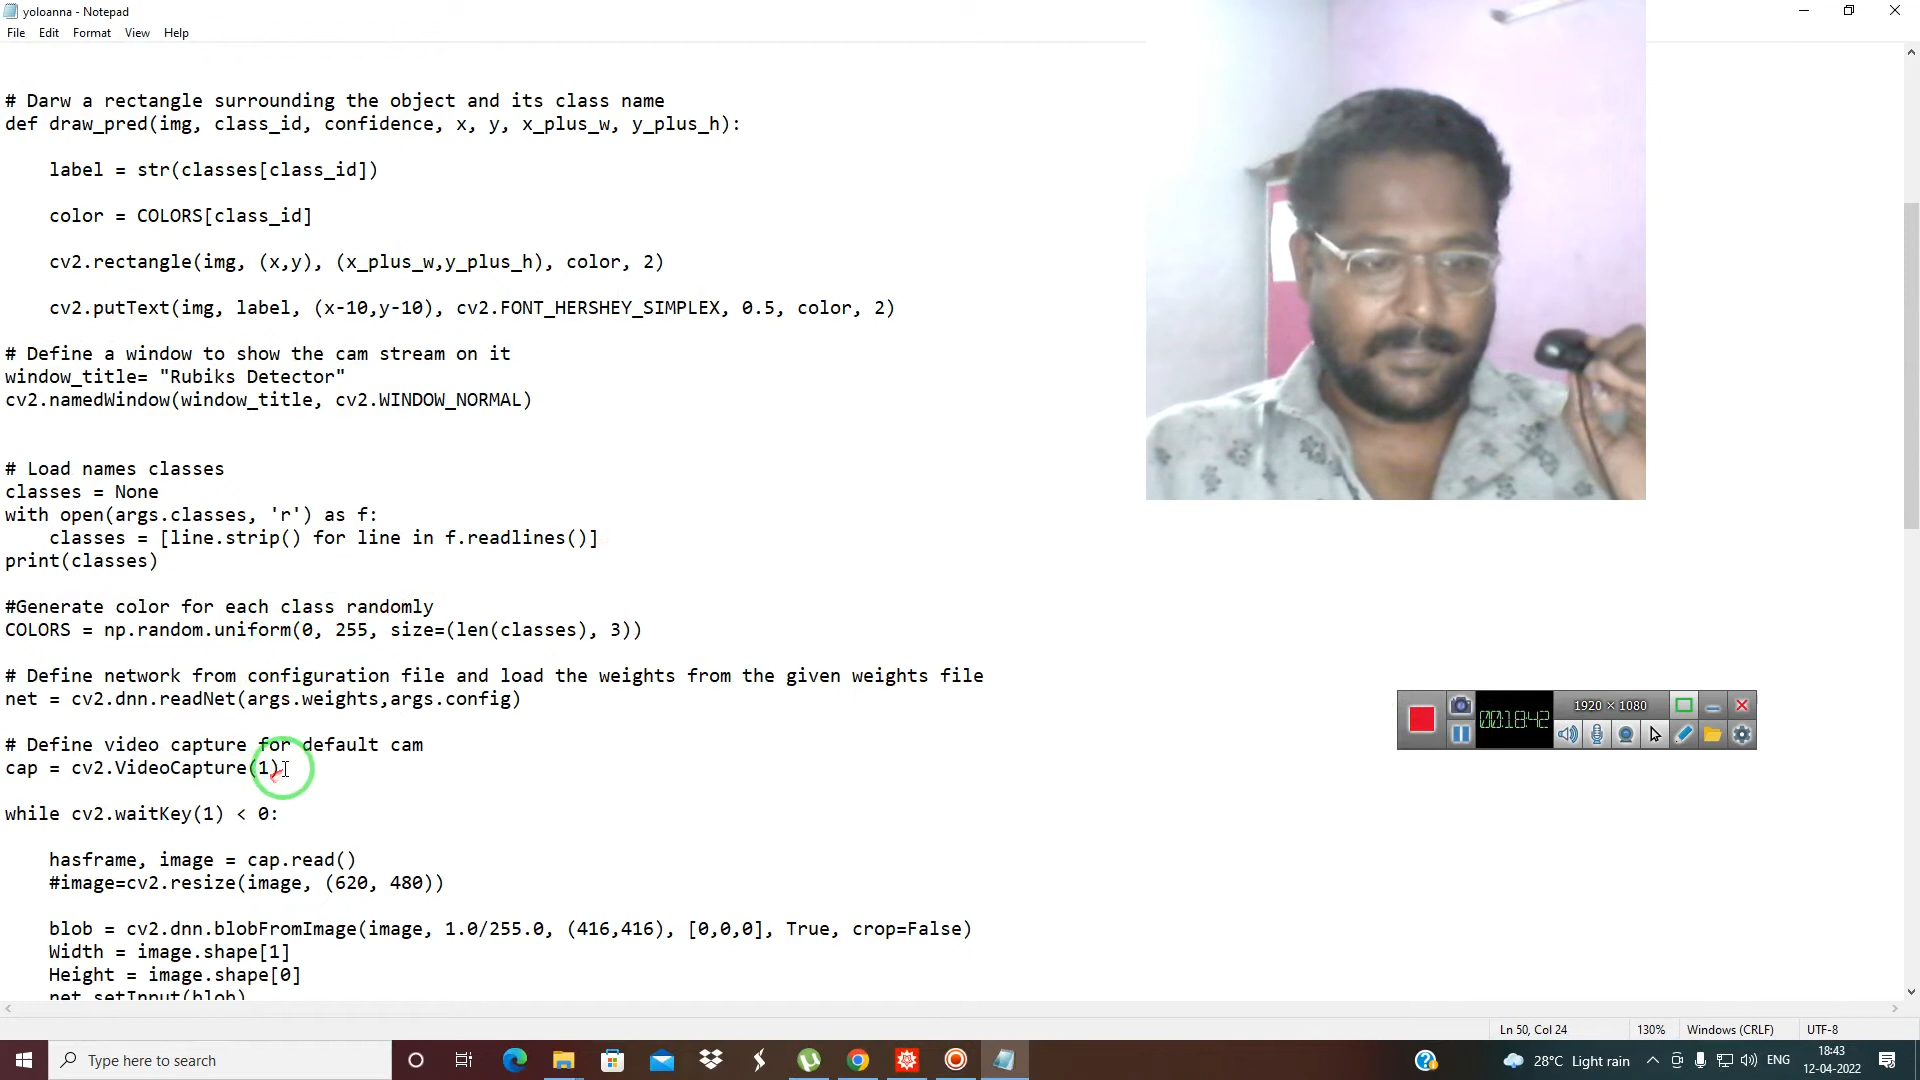 yoloanna - Notepad
File Edit Format View Help
# Darw a rectangle surrounding the object and its class name
def draw_pred(img, class_id, confidence, x, y, x_plus_w, y_plus_h):
label = str(classes[class_id])
color = COLORS[class_id]
cv2.rectangle(img, (x,y), (x_plus_w,y_plus_h), color, 2)
cv2.putText(img, label, (x-10,y-10), cv2.FONT_HERSHEY_SIMPLEX, 0.5, color, 2)
# Define a window to show the cam stream on it
window_title= "Rubiks Detector"
cv2.namedWindow(window_title, cv2.WINDOW_NORMAL)
# Load names classes
classes = None
with open(args.classes, 'r') as f:
classes = [line.strip() for line in f.readlines()]
print(classes)
#Generate color for each class randomly
COLORS = np.random.uniform(0, 255, size=(len(classes), 3))
# Define network from configuration file and load the weights from the given weights file
net = cv2.dnn.readNet(args.weights,args.config)
# Define video capture for default cam
cap = cv2.VideoCapture(1)
while cv2.waitKey(1) < 0:
hasframe, image = cap.read()
#image=cv2.resize(image, (620, 480))
blob = cv2.dnn.blobFromImage(image, 1.0/255.0, (416,416), [0,0,0], True, crop=False)
Width = image.shape[1]
Height = image.shape[0]
net.setInput(blob)
00:18:42
1920 × 1080
Ln 50, Col 24
130%
Windows (CRLF)
UTF-8
Type here to search
28°C Light rain
ENG
18:43
12-04-2022